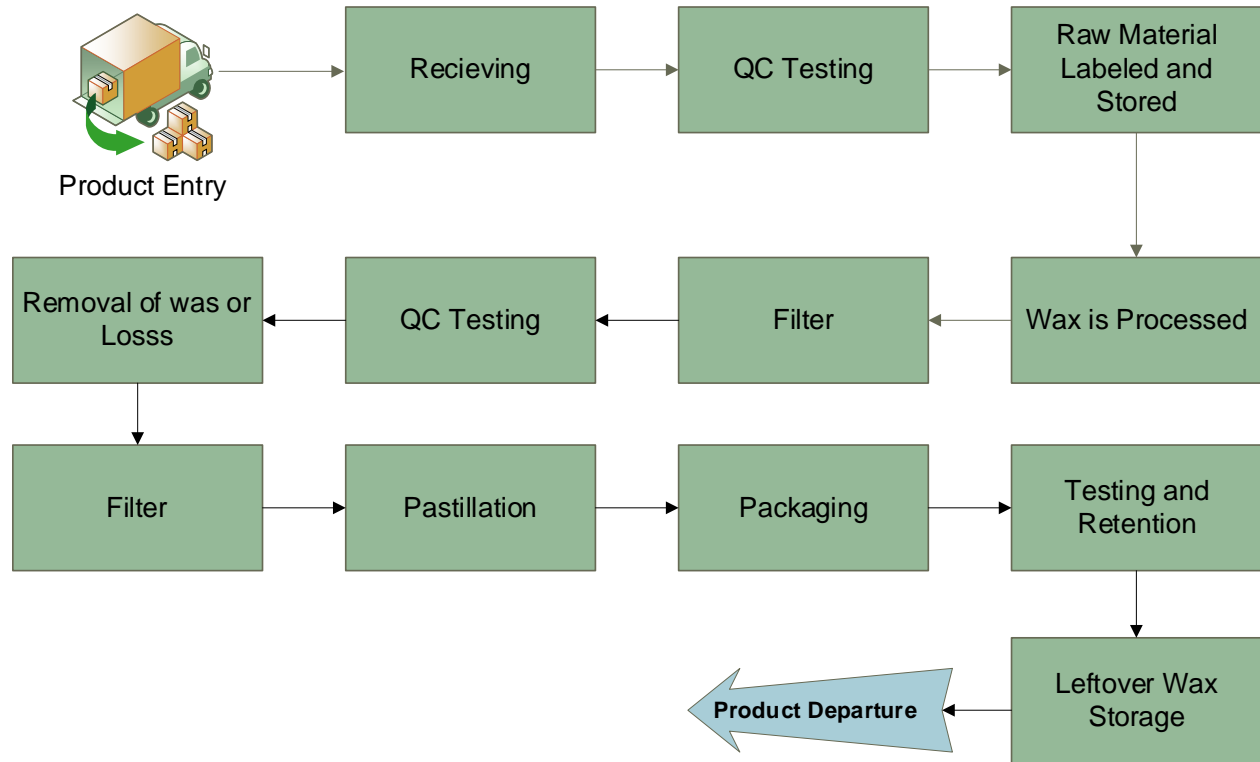 Recieving
QC Testing
Raw Material
Labeled and
Stored
Product Entry
Removal of was or
Losss
QC Testing
Filter
Wax is Processed
Filter
Pastillation
Packaging
Testing and
Retention
Leftover Wax
Storage
Product Departure